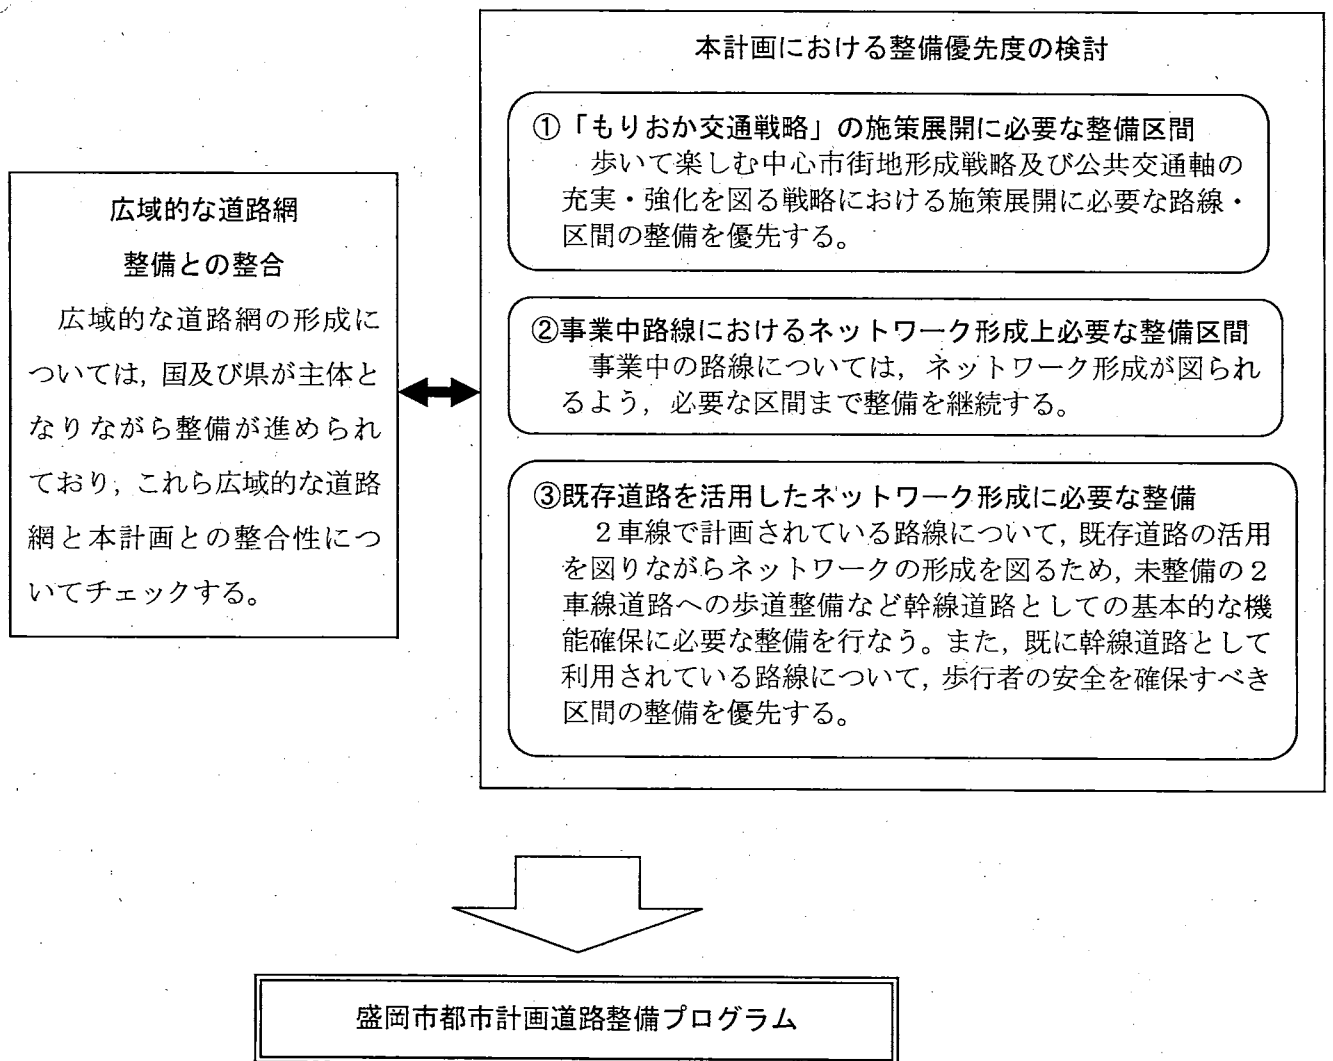 本計画における整備優先度の検討
①「もりおか交通戦略」の施策展開に必要な整備区間
歩いて楽しむ中心市街地形成戦略及び公共交通軸の
充実・強化を図る戦略における施策展開に必要な路線・
区間の整備を優先する。
広域的な道路網
整備との整合
広域的な道路網の形成に
ついては，国及び県が主体と
なりながら整備が進められ
ており，これら広域的な道路
網と本計画との整合性につ
いてチェックする。
②事業中路線におけるネットワーク形成上必要な整備区間
事業中の路線については，ネットワーク形成が図られ
るよう，必要な区間まで整備を継続する。
③既存道路を活用したネットワーク形成に必要な整備
２車線で計画されている路線について，既存道路の活用
を図りながらネットワークの形成を図るため，未整備の２
車線道路への歩道整備など幹線道路としての基本的な機
能確保に必要な整備を行なう。また，既に幹線道路として
利用されている路線について，歩行者の安全を確保すべき
区間の整備を優先する。
盛岡市都市計画道路整備プログラム